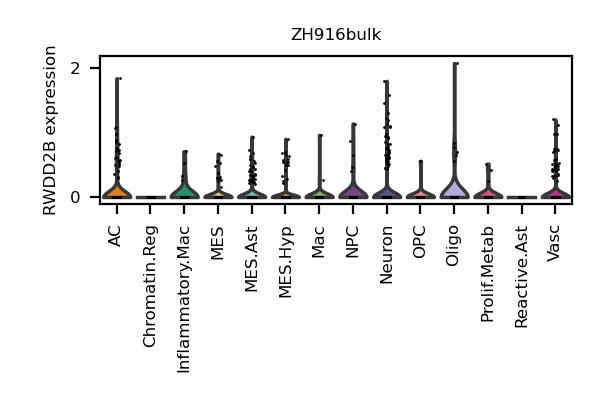 ZH916bulk
RWDD2B expression
2
0
AC
Chromatin.Reg
Inflammatory.Mac
MES
MES.Ast
MES.Hyp
Mac
NPC
Neuron
OPC
Oligo
Prolif.Metab
Reactive.Ast
Vasc